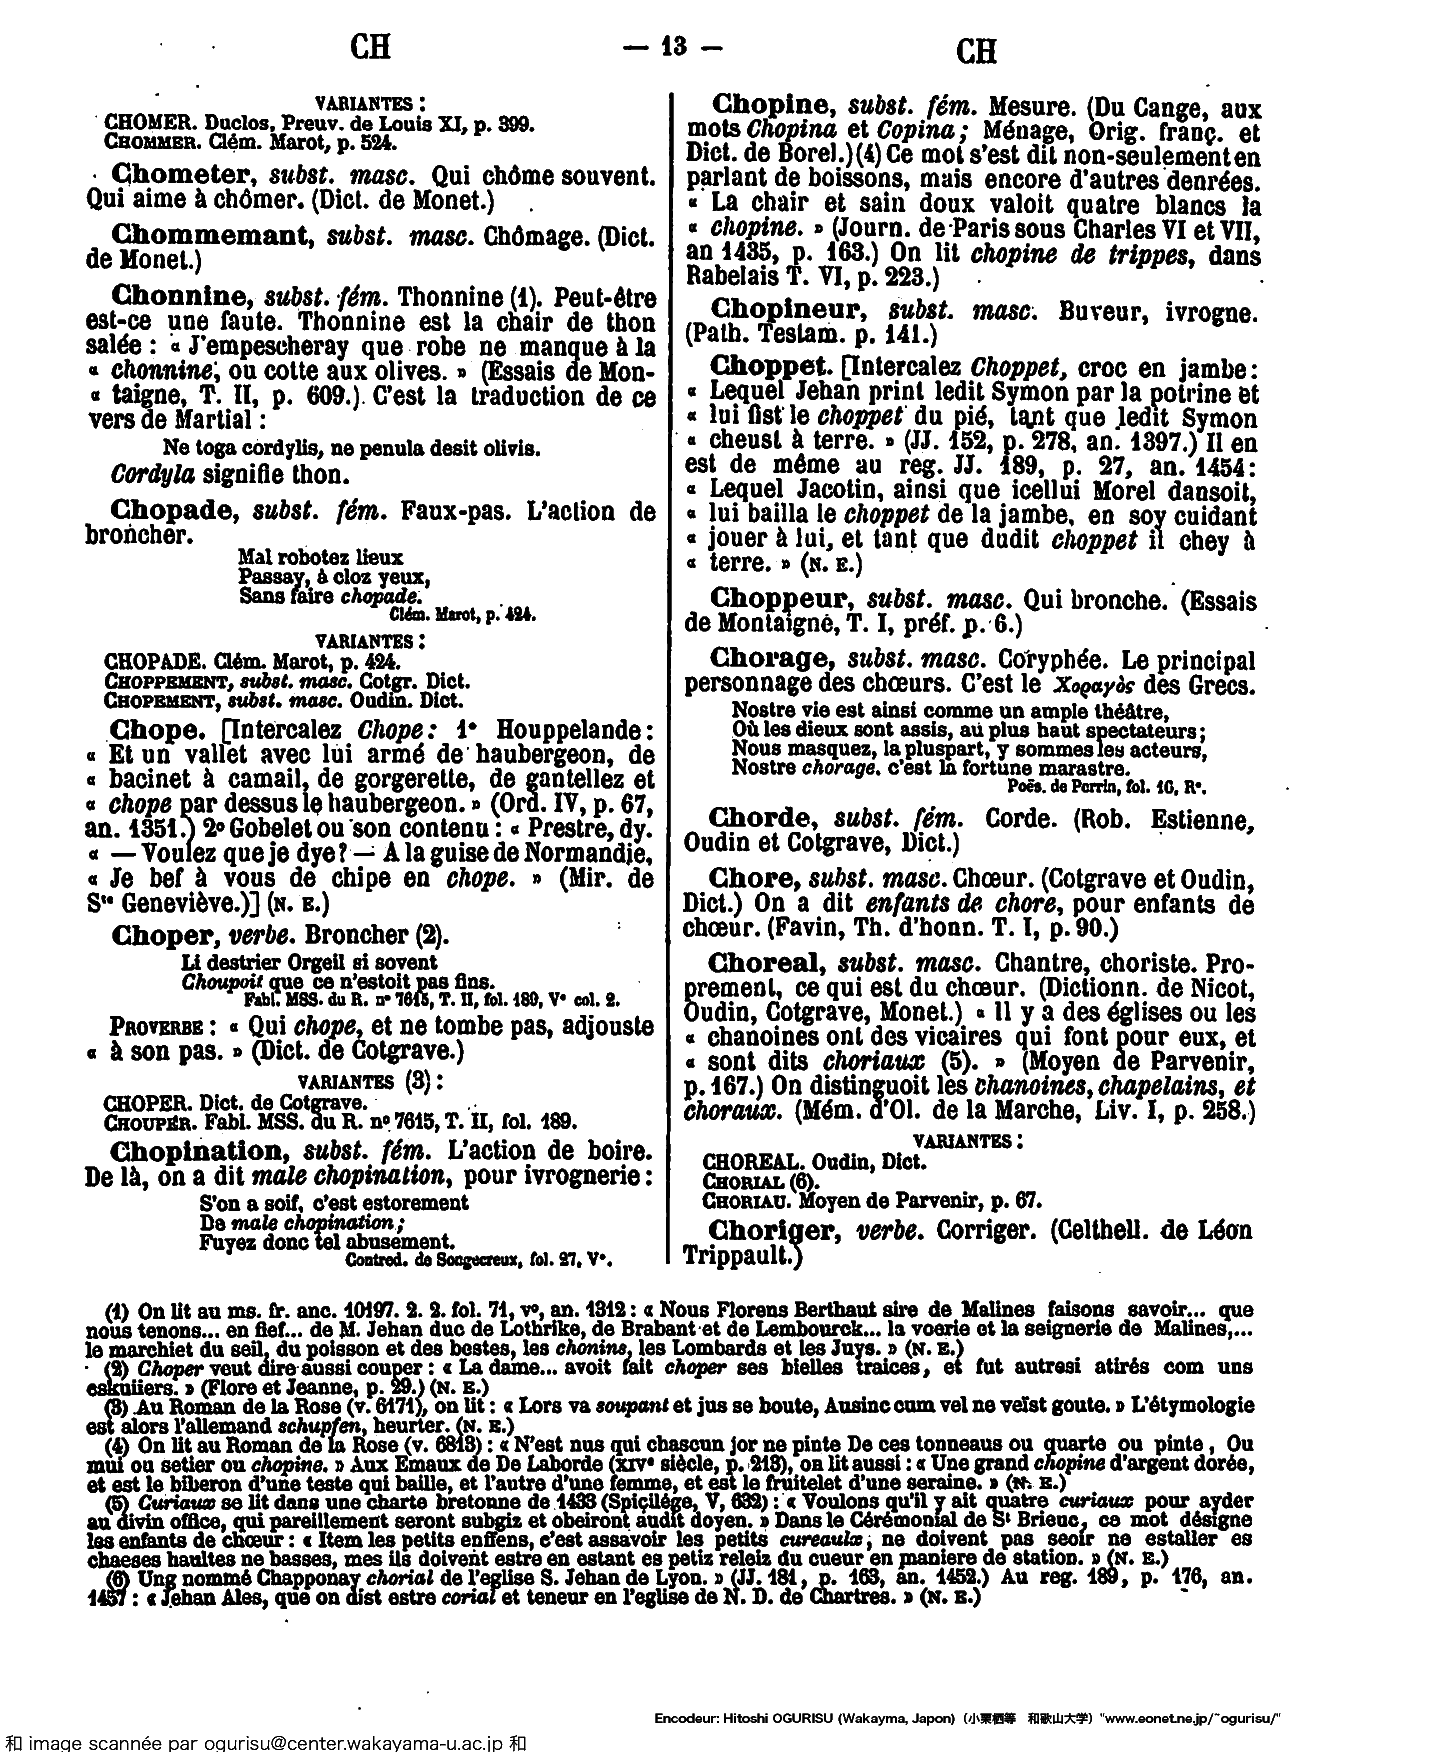 CH
— 13 —
CH
VARIANTES :
CHOMER. Duclos, Preuv. de Louis XI, p. 399.
CHOMMER. Clém. Marot, p. 524.
Chometer, subst. masc. Qui chôme souvent.
Qui aime à chômer. (Dict. de Monet.)
Chommemant, subst. masc. Chômage. (Dict.
de Monet.)
Chonnine, subst. fém. Thonnine (1). Peut-être
est-ce une faute. Thonnine est la chair de thon
salée : « J'empescheray que robe ne manque à la
« chonnine, ou cotte aux olives. » (Essais de Mon-
« taigne, T. II, p. 609.) C'est la traduction de ce
vers de Martial :
Ne toga cordylis, ne penula desit olivis.
Cordyla signifie thon.
Chopade, subst. fém. Faux-pas. L'action de
broncher.
Mal robotez lieux
Passay, à cloz yeux,
Sans faire chopade.
Clém. Marot, p. 424.
VARIANTES :
CHOPADE. Clém. Marot, p. 424.
CHOPPEMENT, subst. masc. Cotgr. Dict.
CHOPEMENT, subst. masc. Oudin. Dict.
Chope. [Intercalez Chope : 1° Houppelande :
« Et un vallet avec lui armé de haubergeon, de
« bacinet à camail, de gorgerette, de gantellez et
« chope par dessus le haubergeon. » (Ord. IV, p. 67,
an. 1351.) 2° Gobelet ou son contenu : « Prestre, dy.
« — Voulez que je dye ? — A la guise de Normandie,
« Je bef à vous de chipe en chope. » (Mir. de
Ste Geneviève.)] (N. E.)
Choper, verbe. Broncher (2).
Li destrier Orgeil si sovent
Choupoit que ce n'estoit pas fins.
Fabl. MSS. du R. n° 7615, T. II, fol. 189, V° col. 2.
PROVERBE : « Qui chope, et ne tombe pas, adjouste
« à son pas. » (Dict. de Cotgrave.)
VARIANTES (3) :
CHOPER. Dict. de Cotgrave.
CHOUPER. Fabl. MSS. du R. n° 7615, T. II, fol. 189.
Chopination, subst. fém. L'action de boire.
De là, on a dit male chopination, pour ivrognerie :
S'on a soif, c'est estorement
De male chopination ;
Fuyez donc tel abusement.
Contred. de Songecreux, fol. 27, V°.
Chopine, subst. fém. Mesure. (Du Cange, aux
mots Chopina et Copina ; Ménage, Orig. franç. et
Dict. de Borel.) (4) Ce mot s'est dit non-seulement en
parlant de boissons, mais encore d'autres denrées.
« La chair et sain doux valoit quatre blancs la
« chopine. » (Journ. de Paris sous Charles VI et VII,
an 1435, p. 163.) On lit chopine de trippes, dans
Rabelais T. VI, p. 223.)
Chopineur, subst. masc. Buveur, ivrogne.
(Path. Testam. p. 141.)
Choppet. [Intercalez Choppet, croc en jambe :
« Lequel Jehan print ledit Symon par la potrine et
« lui fist le choppet du pié, tant que ledit Symon
« cheust à terre. » (JJ. 152, p. 278, an. 1397.) Il en
est de même au reg. JJ. 189, p. 27, an. 1454 :
« Lequel Jacotin, ainsi que icellui Morel dansoit,
« lui bailla le choppet de la jambe, en soy cuidant
« jouer à lui, et tant que dudit choppet il chey à
« terre. » (N. E.)
Choppeur, subst. masc. Qui bronche. (Essais
de Montaigne, T. I, préf. p. 6.)
Chorage, subst. masc. Coryphée. Le principal
personnage des chœurs. C'est le Χοραγὸς des Grecs.
Nostre vie est ainsi comme un ample théâtre,
Où les dieux sont assis, au plus haut spectateurs ;
Nous masquez, la pluspart, y sommes les acteurs,
Nostre chorage, c'est la fortune marastre.
Poës. de Perrin, fol. 16, R°.
Chorde, subst. fém. Corde. (Rob. Estienne,
Oudin et Cotgrave, Dict.)
Chore, subst. masc. Chœur. (Cotgrave et Oudin,
Dict.) On a dit enfants de chore, pour enfants de
chœur. (Favin, Th. d'honn. T. I, p. 90.)
Choreal, subst. masc. Chantre, choriste. Pro-
prement, ce qui est du chœur. (Dictionn. de Nicot,
Oudin, Cotgrave, Monet.) « Il y a des églises ou les
« chanoines ont des vicaires qui font pour eux, et
« sont dits choriaux (5). » (Moyen de Parvenir,
p. 167.) On distinguoit les chanoines, chapelains, et
choraux. (Mém. d'Ol. de la Marche, Liv. I, p. 258.)
VARIANTES :
CHOREAL. Oudin, Dict.
CHORIAL (6).
CHORIAU. Moyen de Parvenir, p. 67.
Choriger, verbe. Corriger. (Celthell. de Léon
Trippault.)
(1) On lit au ms. fr. anc. 10197. 2. 2. fol. 71, v°, an. 1312 : « Nous Florens Berthaut sire de Malines faisons savoir... que
nous tenons... en fief... de M. Jehan duc de Lothrike, de Brabant et de Lembourck... la voerie et la seignerie de Malines,...
le marchiet du seil, du poisson et des bestes, les chonins, les Lombards et les Juys. » (N. E.)
(2) Choper veut dire aussi couper : « La dame... avoit fait choper ses bielles traices, et fut autresi atirés com uns
eskuiiers. » (Flore et Jeanne, p. 29.) (N. E.)
(3) Au Roman de la Rose (v. 6171), on lit : « Lors va soupant et jus se boute, Ausinc cum vel ne veïst goute. » L'étymologie
est alors l'allemand schupfen, heurter. (N. E.)
(4) On lit au Roman de la Rose (v. 6813) : « N'est nus qui chascun jor ne pinte De ces tonneaus ou quarte ou pinte, Ou
mui ou setier ou chopine. » Aux Emaux de De Laborde (XIVe siècle, p. 213), on lit aussi : « Une grand chopine d'argent dorée,
et est le biberon d'une teste qui baille, et l'autre d'une femme, et est le fruitelet d'une seraine. » (N. E.)
(5) Curiaux se lit dans une charte bretonne de 1433 (Spicilége, V, 632) : « Voulons qu'il y ait quatre curiaux pour ayder
au divin office, qui pareillement seront subgiz et obeiront audit doyen. » Dans le Cérémonial de St Brieuc, ce mot désigne
les enfants de chœur : « Item les petits enffens, c'est assavoir les petits cureaulx, ne doivent pas seoir ne estaller es
chaeses haultes ne basses, mes ils doivent estre en estant es petiz releiz du cueur en maniere de station. » (N. E.)
(6) Ung nommé Chapponay chorial de l'eglise S. Jehan de Lyon. » (JJ. 181, p. 163, an. 1452.) Au reg. 189, p. 176, an.
1457 : « Jehan Ales, que on dist estre corial et teneur en l'eglise de N. D. de Chartres. » (N. E.)
Encodeur: Hitoshi OGURISU (Wakayma, Japon)（小栗栖等 和歌山大学）"www.eonet.ne.jp/~ogurisu/"
和 image scannée par ogurisu@center.wakayama-u.ac.jp 和